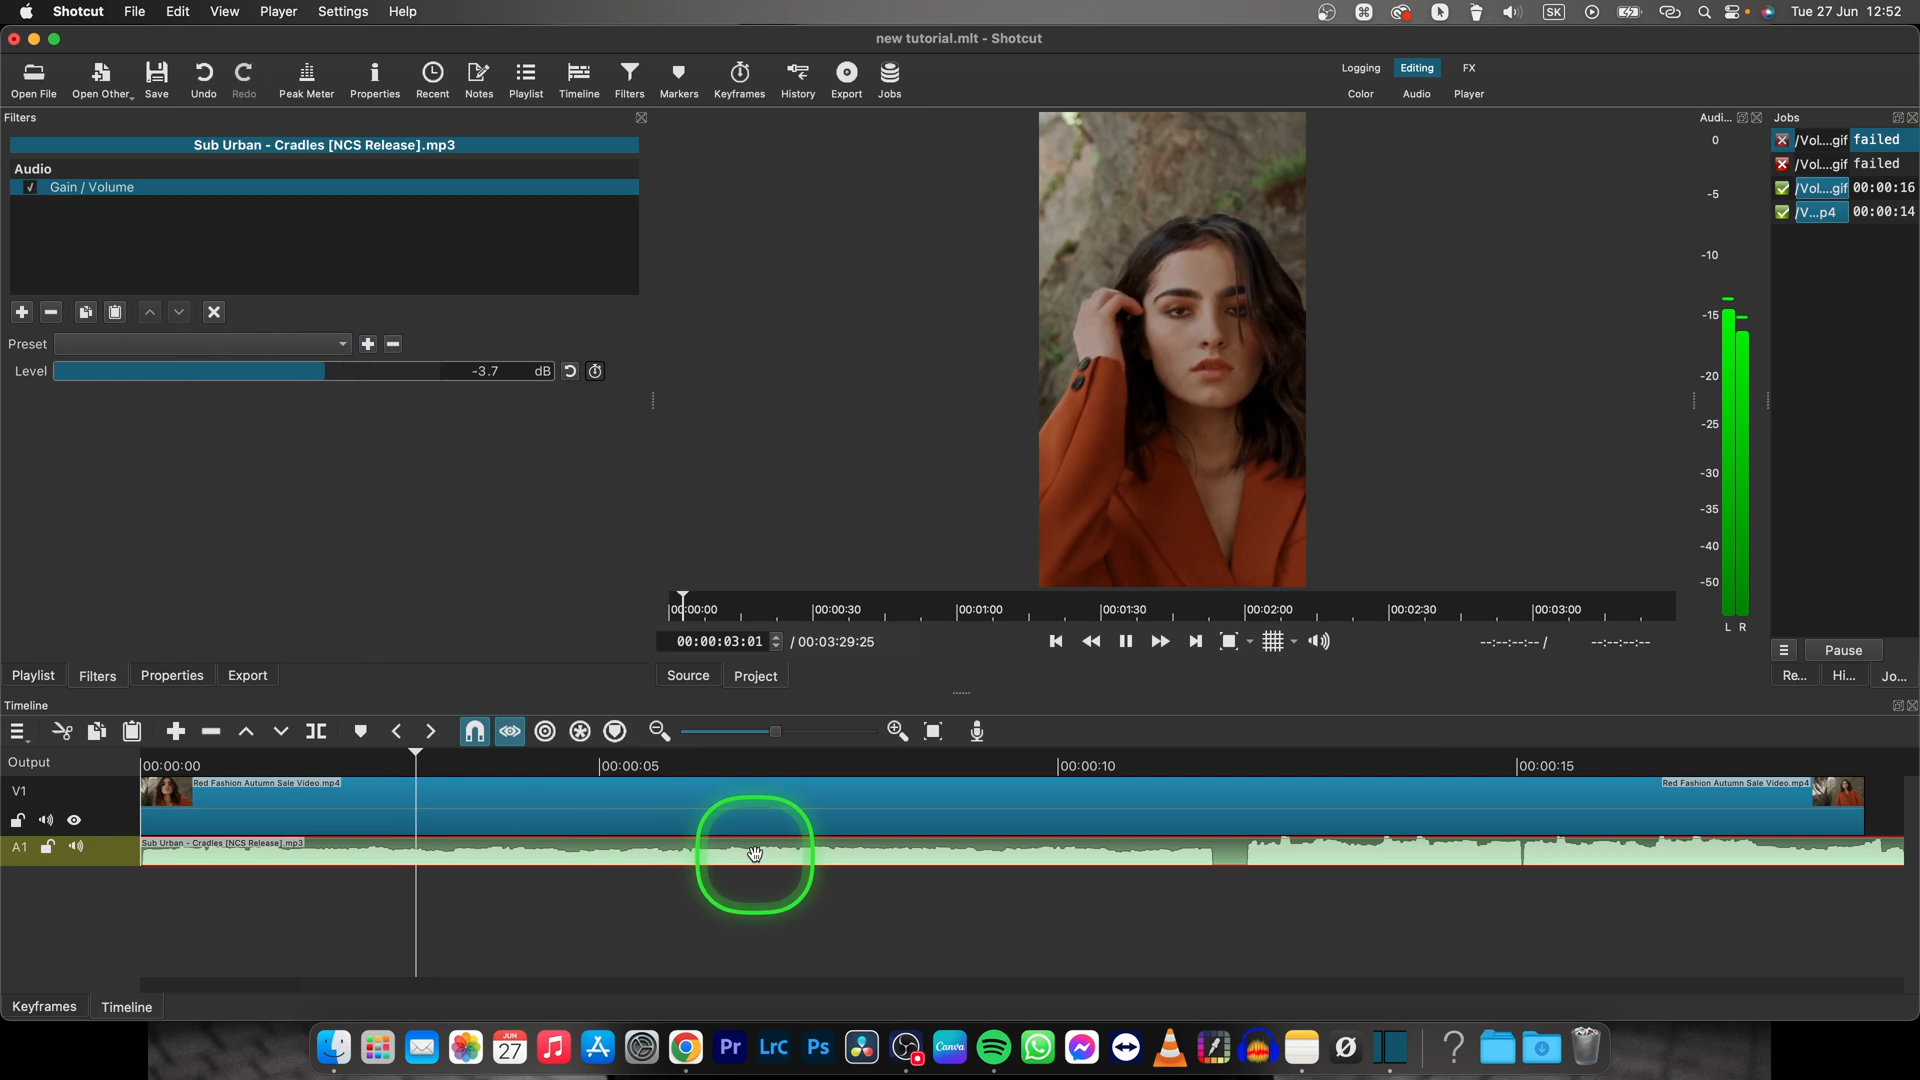 Shotcut File Edit View Player Settings Help SK Tue 27 Jun 12:52
new tutorial.mlt - Shotcut
Open File Open Other Save Undo Redo Peak Meter Properties Recent Notes Playlist Timeline Filters Markers Keyframes History Export Jobs
Logging Editing FX
Color Audio Player
Filters
Sub Urban - Cradles [NCS Release].mp3
Audio
Gain / Volume
Preset
Level -3.7 dB
Audi...
0
-5
-10
-15
-20
-25
-30
-35
-40
-50
L R
Jobs
/Vol....gif failed
/Vol....gif failed
/Vol....gif 00:00:16
/V...p4 00:00:14
Pause
Re... Hi... Jo...
00:00:00 00:00:30 00:01:00 00:01:30 00:02:00 00:02:30 00:03:00
00:00:03:01 / 00:03:29:25 --:--:--:-- / --:--:--:--
Playlist Filters Properties Export
Source Project
Timeline
Output 00:00:00 00:00:05 00:00:10 00:00:15
V1 Red Fashion Autumn Sale Video.mp4 Red Fashion Autumn Sale Video.mp4
A1 Sub Urban - Cradles [NCS Release].mp3
Keyframes Timeline
JUN
27
Pr LrC Ps Canva